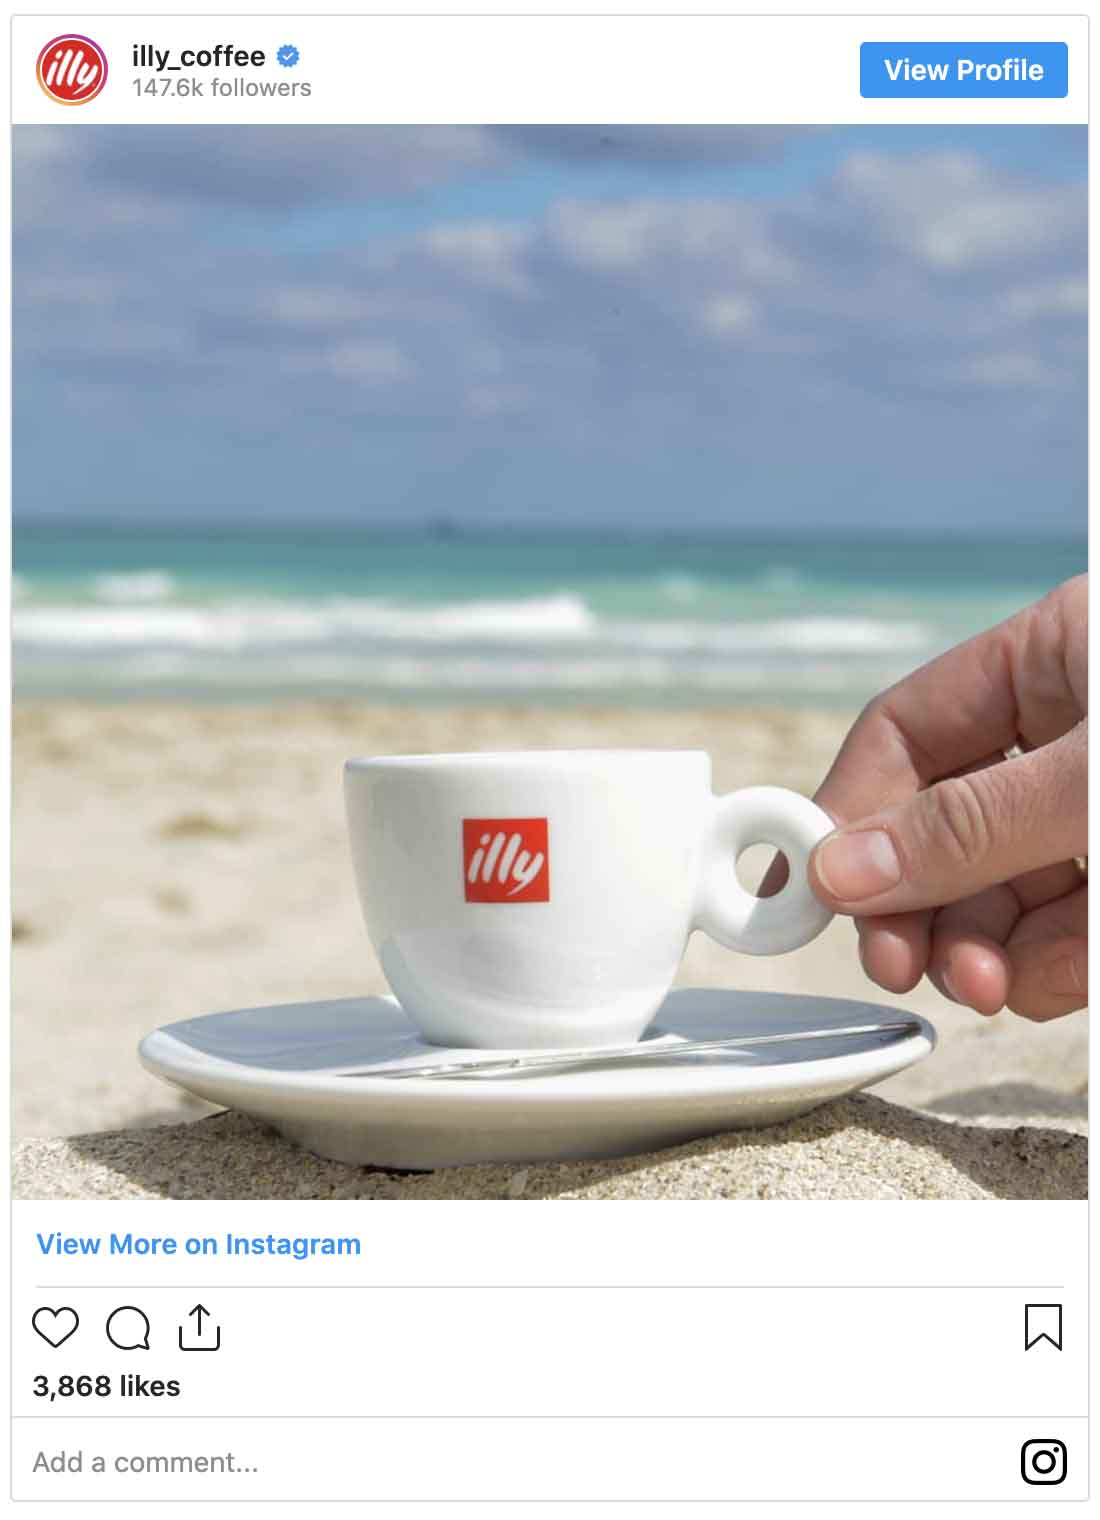 illy
illy_coffee
147.6k followers
View Profile
illy
View More on Instagram
3,868 likes
Add a comment...